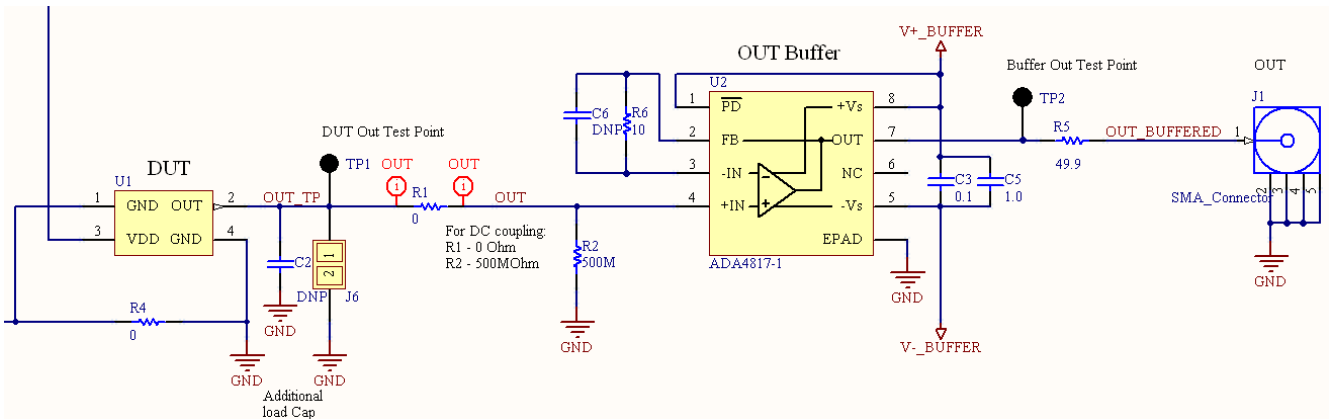 V+_BUFFER
OUT Buffer
Buffer Out Test Point
OUT
U2
J1
TP2
C6
DNP
R6
10
1
PD
+Vs
8
2
FB
OUT
7
R5
OUT_BUFFERED
1
49.9
DUT Out Test Point
3
-IN
NC
6
DUT
TP1
OUT
OUT
C3
0.1
C5
1.0
U1
1
1
2
3
4
5
SMA_Connector
1
GND
OUT
2
OUT_TP
R1
OUT
4
+IN
-Vs
5
0
3
VDD
GND
4
For DC coupling:
R1 - 0 Ohm
R2 - 500MOhm
R2
500M
EPAD
ADA4817-1
C2
1
2
DNP
J6
GND
GND
R4
0
GND
GND
V-_BUFFER
GND
GND
Additional
load Cap